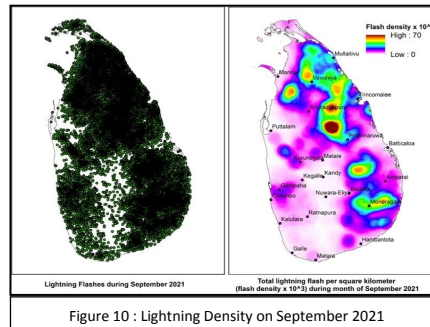 Flash density x 10^
High : 70
Low : 0
Mullaitivu
Mannar
Vavuniya
Trincomalee
Anuradhapura
Puttalam
Polonnaruwa
Batticaloa
Kurunegala
Matale
Kegalle
Kandy
Ampara
Gampaha
Nuwara-Eliya
Badulla
Colombo
Monaragala
Kalutara
Ratnapura
Hambantota
Galle
Matara
Lightning Flashes during September 2021
Total lightning flash per square kilometer
(flash density x 10^3) during month of September 2021
Figure 10 : Lightning Density on September 2021